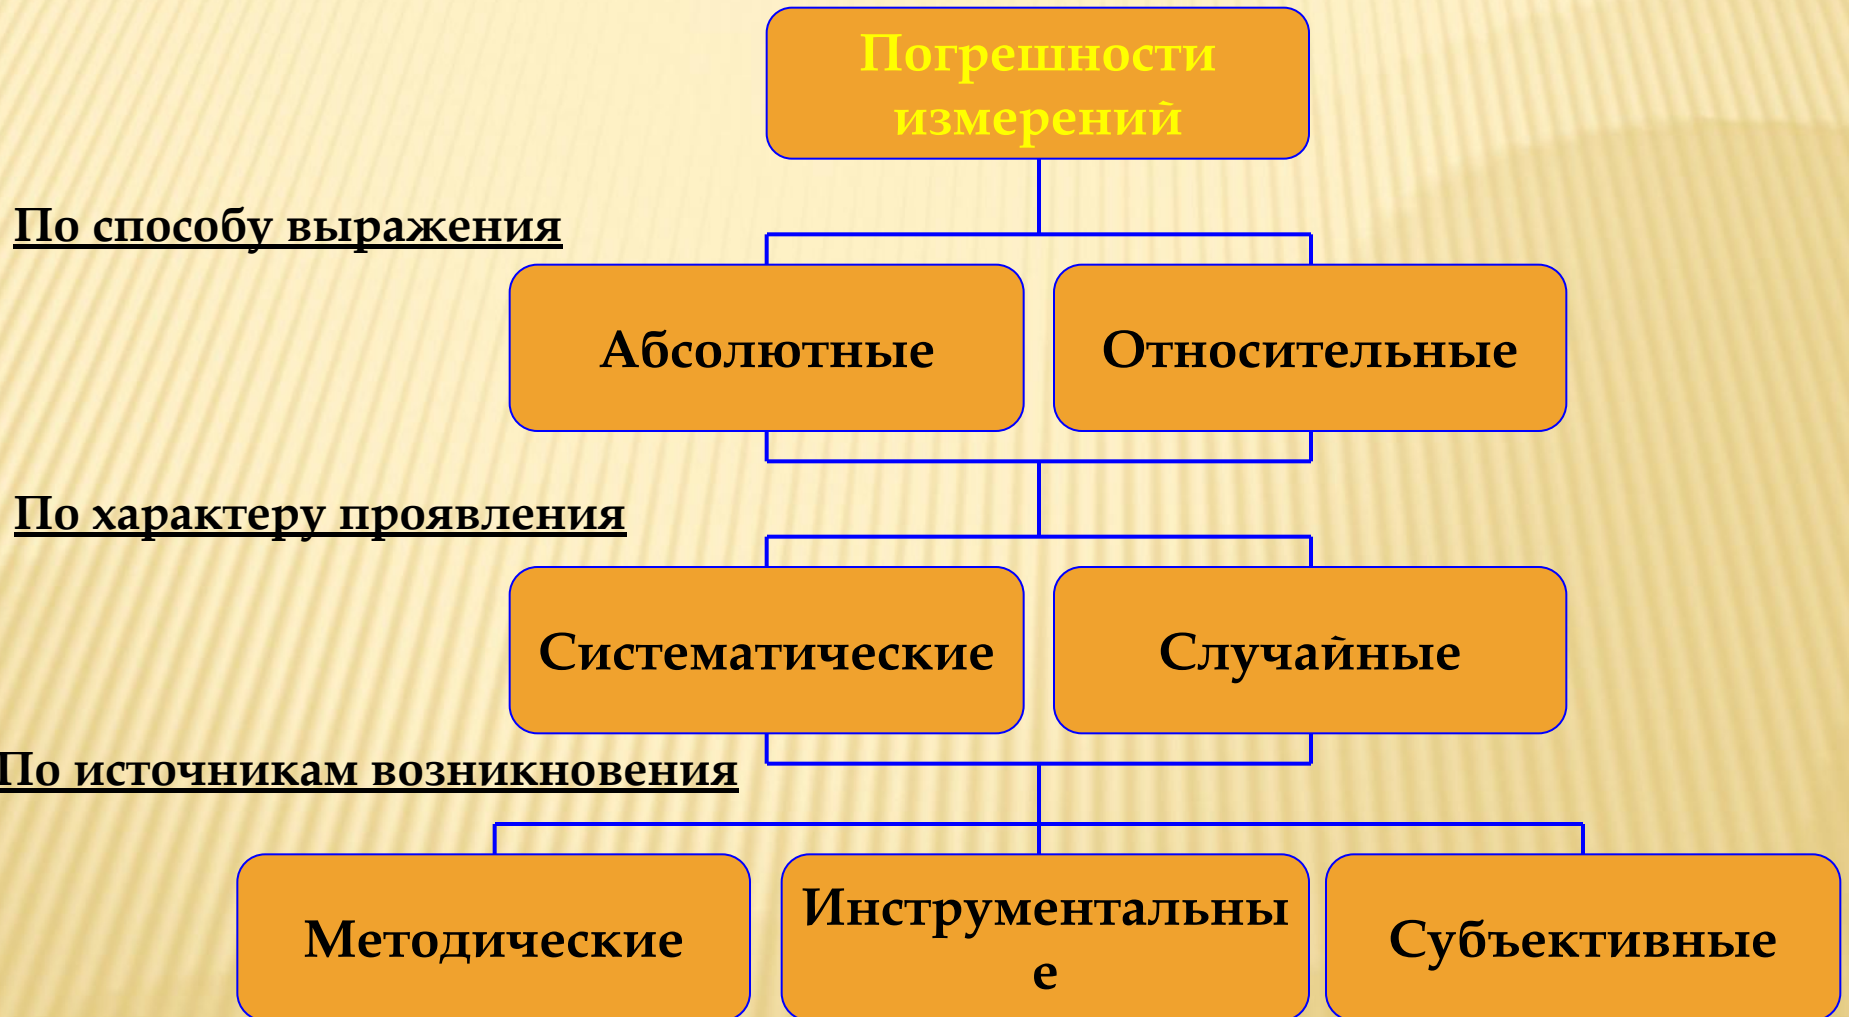 Погрешности
измерений
По способу выражения
Абсолютные
Относительные
По характеру проявления
Систематические
Случайные
По источникам возникновения
Методические
Инструментальны
е
Субъективные